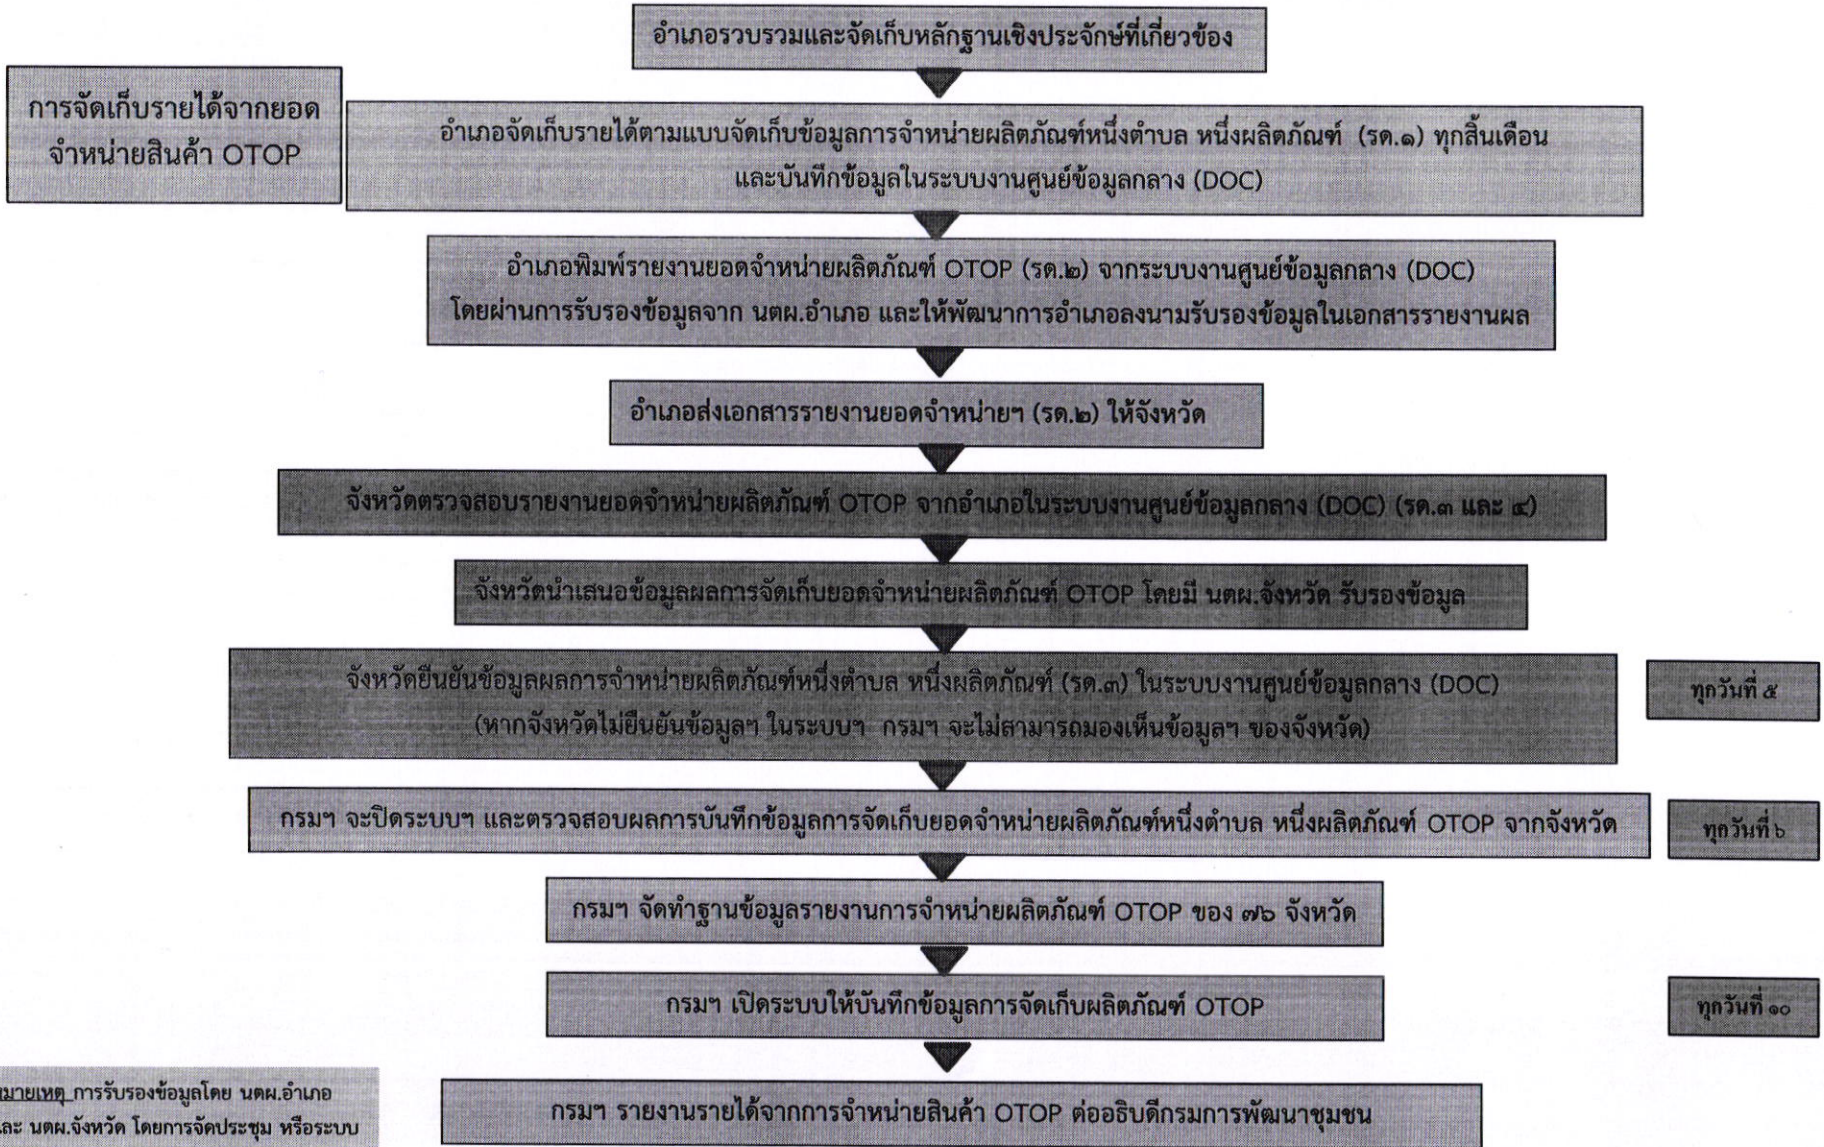 อำเภอรวบรวมและจัดเก็บหลักฐานเชิงประจักษ์ที่เกี่ยวข้อง
การจัดเก็บรายได้จากยอด
จำหน่ายสินค้า OTOP
อำเภอจัดเก็บรายได้ตามแบบจัดเก็บข้อมูลการจำหน่ายผลิตภัณฑ์หนึ่งตำบล หนึ่งผลิตภัณฑ์ (รด.๑) ทุกสิ้นเดือน
และบันทึกข้อมูลในระบบงานศูนย์ข้อมูลกลาง (DOC)
อำเภอพิมพ์รายงานยอดจำหน่ายผลิตภัณฑ์ OTOP (รด.๒) จากระบบงานศูนย์ข้อมูลกลาง (DOC)
โดยผ่านการรับรองข้อมูลจาก นตผ.อำเภอ และให้พัฒนาการอำเภอลงนามรับรองข้อมูลในเอกสารรายงานผล
อำเภอส่งเอกสารรายงานยอดจำหน่ายฯ (รด.๒) ให้จังหวัด
จังหวัดตรวจสอบรายงานยอดจำหน่ายผลิตภัณฑ์ OTOP จากอำเภอในระบบงานศูนย์ข้อมูลกลาง (DOC) (รด.๓ และ ๔)
จังหวัดนำเสนอข้อมูลผลการจัดเก็บยอดจำหน่ายผลิตภัณฑ์ OTOP โดยมี นตผ.จังหวัด รับรองข้อมูล
จังหวัดยืนยันข้อมูลผลการจำหน่ายผลิตภัณฑ์หนึ่งตำบล หนึ่งผลิตภัณฑ์ (รด.๓) ในระบบงานศูนย์ข้อมูลกลาง (DOC)
(หากจังหวัดไม่ยืนยันข้อมูลฯ ในระบบฯ กรมฯ จะไม่สามารถมองเห็นข้อมูลฯ ของจังหวัด)
ทุกวันที่ ๕
กรมฯ จะปิดระบบฯ และตรวจสอบผลการบันทึกข้อมูลการจัดเก็บยอดจำหน่ายผลิตภัณฑ์หนึ่งตำบล หนึ่งผลิตภัณฑ์ OTOP จากจังหวัด
ทุกวันที่ ๖
กรมฯ จัดทำฐานข้อมูลรายงานการจำหน่ายผลิตภัณฑ์ OTOP ของ ๗๖ จังหวัด
กรมฯ เปิดระบบให้บันทึกข้อมูลการจัดเก็บผลิตภัณฑ์ OTOP
ทุกวันที่ ๑๐
กรมฯ รายงานรายได้จากการจำหน่ายสินค้า OTOP ต่ออธิบดีกรมการพัฒนาชุมชน
มายเหตุ การรับรองข้อมูลโดย นตผ.อำเภอ
ละ นตผ.จังหวัด โดยการจัดประชุม หรือระบบ